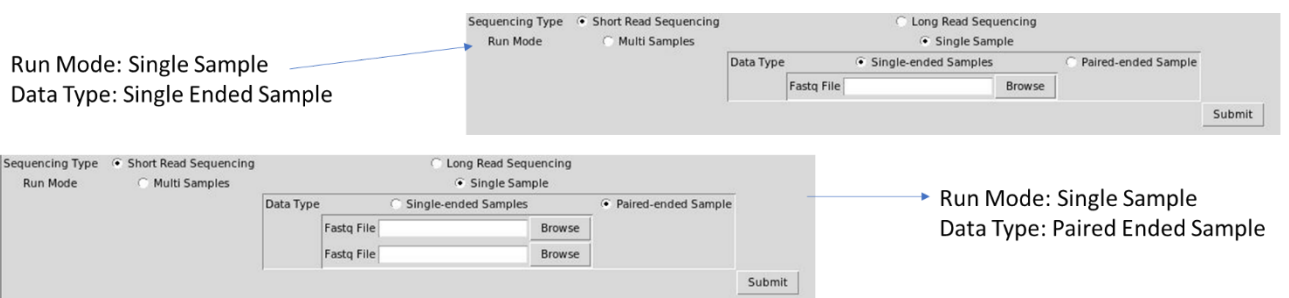 Sequencing Type Short Read Sequencing Long Read Sequencing
Run Mode Multi Samples Single Sample
Data Type Single-ended Samples Paired-ended Sample
Fastq File Browse
Submit
Run Mode: Single Sample
Data Type: Single Ended Sample
Sequencing Type Short Read Sequencing Long Read Sequencing
Run Mode Multi Samples Single Sample
Data Type Single-ended Samples Paired-ended Sample
Fastq File Browse
Fastq File Browse
Submit
Run Mode: Single Sample
Data Type: Paired Ended Sample